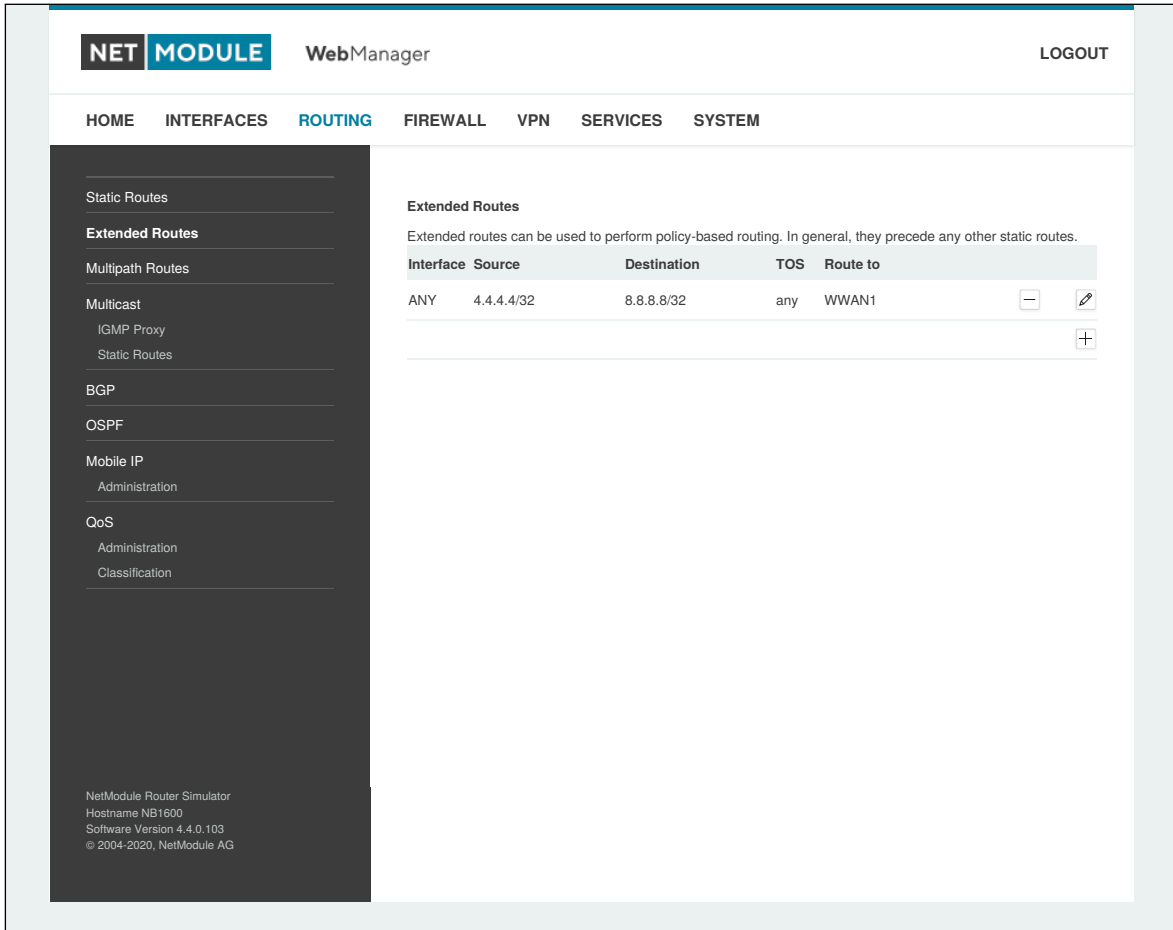 NET MODULE WebManager LOGOUT
HOME INTERFACES ROUTING FIREWALL VPN SERVICES SYSTEM
Static Routes
Extended Routes
Multipath Routes
Multicast
IGMP Proxy
Static Routes
BGP
OSPF
Mobile IP
Administration
QoS
Administration
Classification
NetModule Router Simulator
Hostname NB1600
Software Version 4.4.0.103
© 2004-2020, NetModule AG
Extended Routes
Extended routes can be used to perform policy-based routing. In general, they precede any other static routes.
Interface Source Destination TOS Route to
ANY 4.4.4.4/32 8.8.8.8/32 any WWAN1